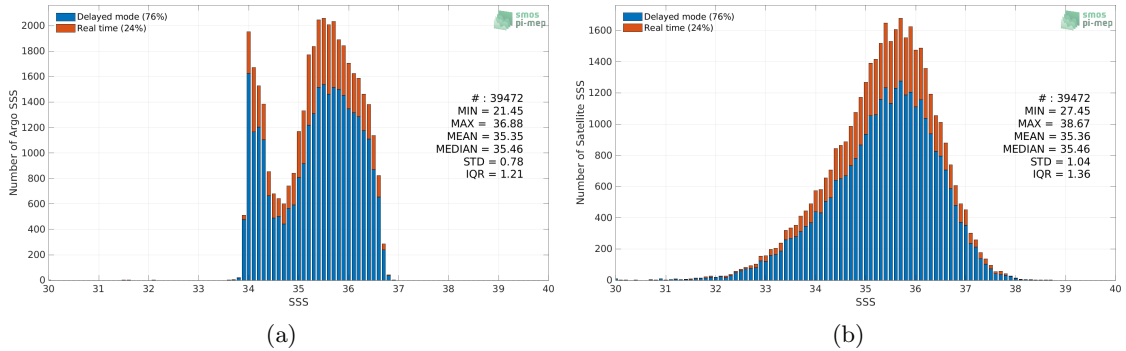 Delayed mode (76%)
Real time (24%)
smos
pi-mep
2000
1800
1600
1400
1200
1000
800
600
400
200
0
Number of Argo SSS
# : 39472
MIN = 21.45
MAX = 36.88
MEAN = 35.35
MEDIAN = 35.46
STD = 0.78
IQR = 1.21
30 31 32 33 34 35 36 37 38 39 40
SSS
(a)
Delayed mode (76%)
Real time (24%)
smos
pi-mep
1600
1400
1200
1000
800
600
400
200
0
Number of Satellite SSS
# : 39472
MIN = 27.45
MAX = 38.67
MEAN = 35.36
MEDIAN = 35.46
STD = 1.04
IQR = 1.36
30 31 32 33 34 35 36 37 38 39 40
SSS
(b)